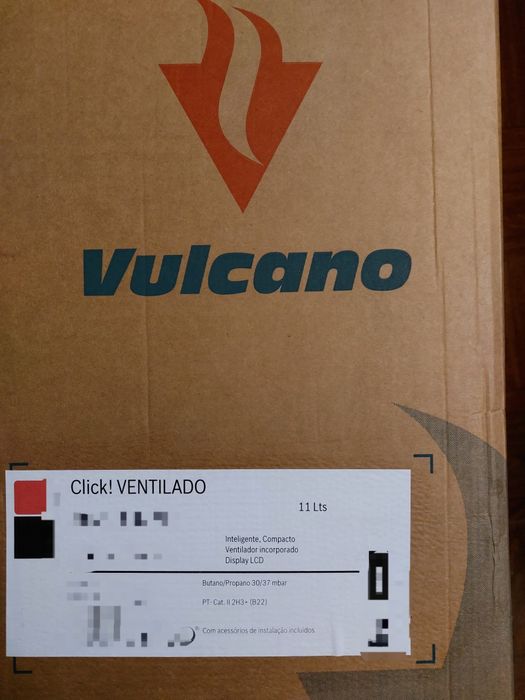 Vulcano
Click! VENTILADO
11 Lts
Inteligente, Compacto
Ventilador incorporado
Display LCD
Butano/Propano 30/37 mbar
PT- Cat. II 2H3+ (B22)
® Com acessórios de instalação incluídos